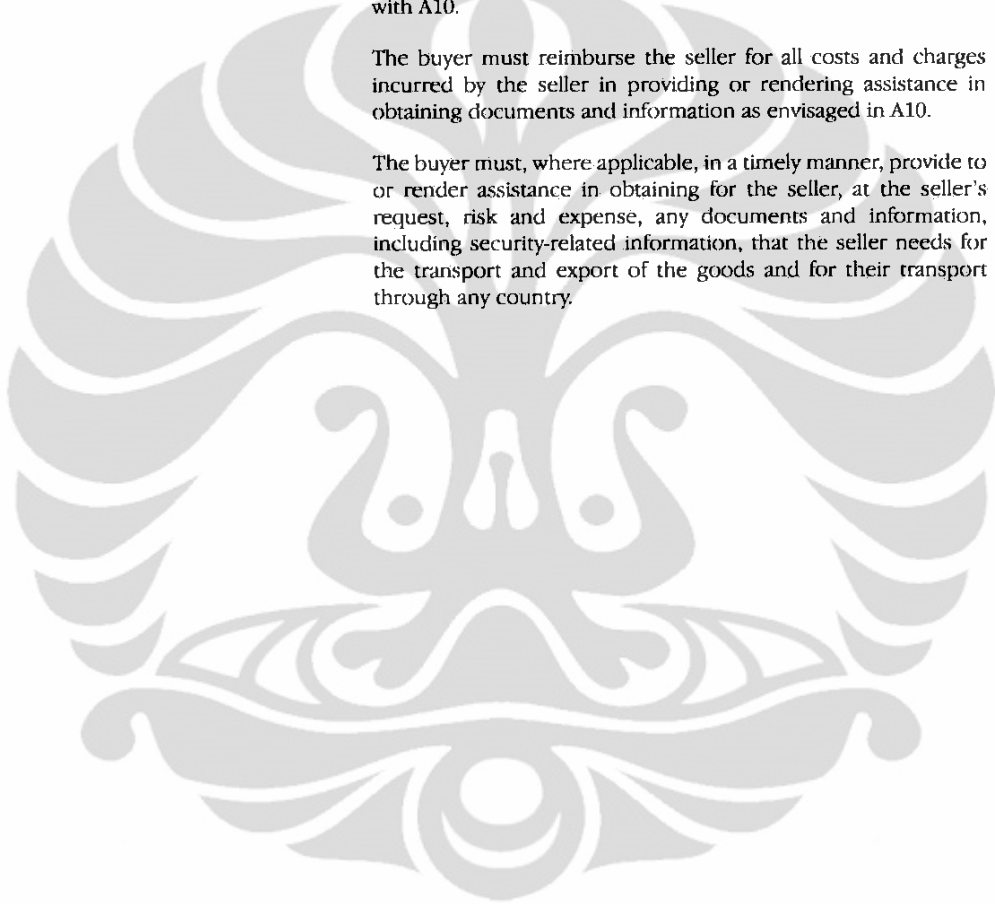 with A10.
The buyer must reimburse the seller for all costs and charges
incurred by the seller in providing or rendering assistance in
obtaining documents and information as envisaged in A10.
The buyer must, where applicable, in a timely manner, provide to
or render assistance in obtaining for the seller, at the seller's
request, risk and expense, any documents and information,
including security-related information, that the seller needs for
the transport and export of the goods and for their transport
through any country.